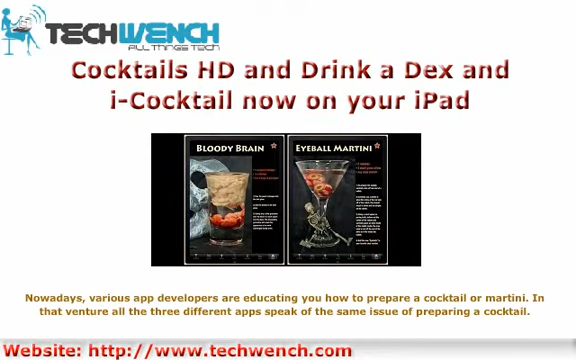 TECHWENCH
ALL THINGS TECH
Cocktails HD and Drink a Dex and
i-Cocktail now on your iPad
BLOODY BRAIN
EYEBALL MARTINI
Nowadays, various app developers are educating you how to prepare a cocktail or martini. In
that venture all the three different apps speak of the same issue of preparing a cocktail.
Website: http://www.techwench.com